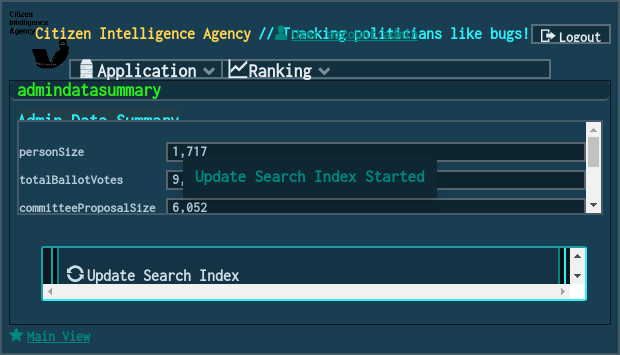 Citizen
Intelligence
Agency
Citizen Intelligence Agency // Tracking politicians like bugs!
Logout
Application
Ranking
admindatasummary
Admin Data Summary
personSize 1,717
totalBallotVotes 9,
committeeProposalSize 6,052
Update Search Index Started
Update Search Index
Main View